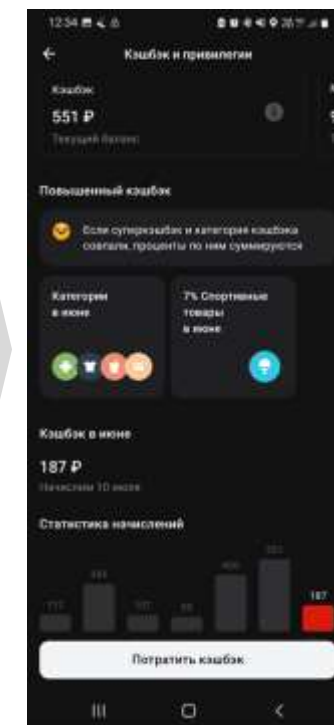 12:34
Кэшбэк и привилегии
Кэшбэк
551 ₽
Текущий баланс
Повышенный кэшбэк
Если суперкэшбэк и категория кэшбэка
совпали, проценты по ним суммируются
Категории
в июне
7% Спортивные
товары
в июне
Кэшбэк в июне
187 ₽
Начислим 10 июля
Статистика начислений
187
Потратить кэшбэк